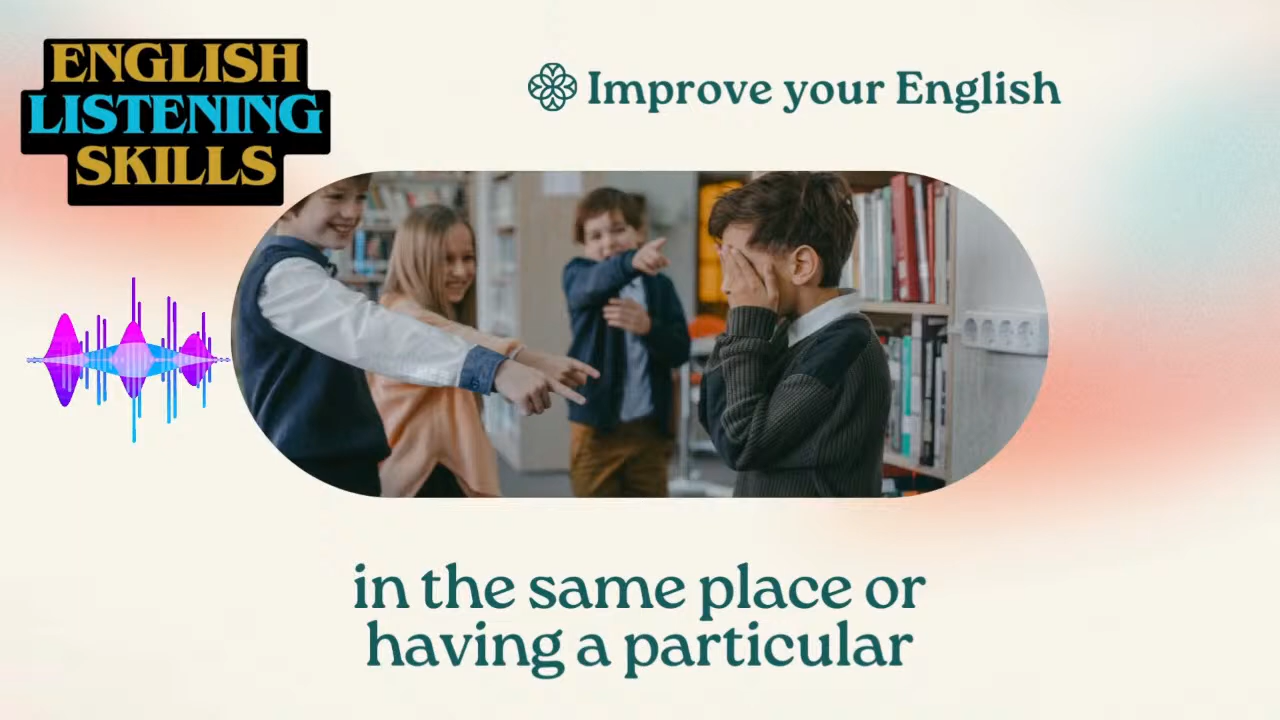 ENGLISH
LISTENING
SKILLS
Improve your English
in the same place or
having a particular